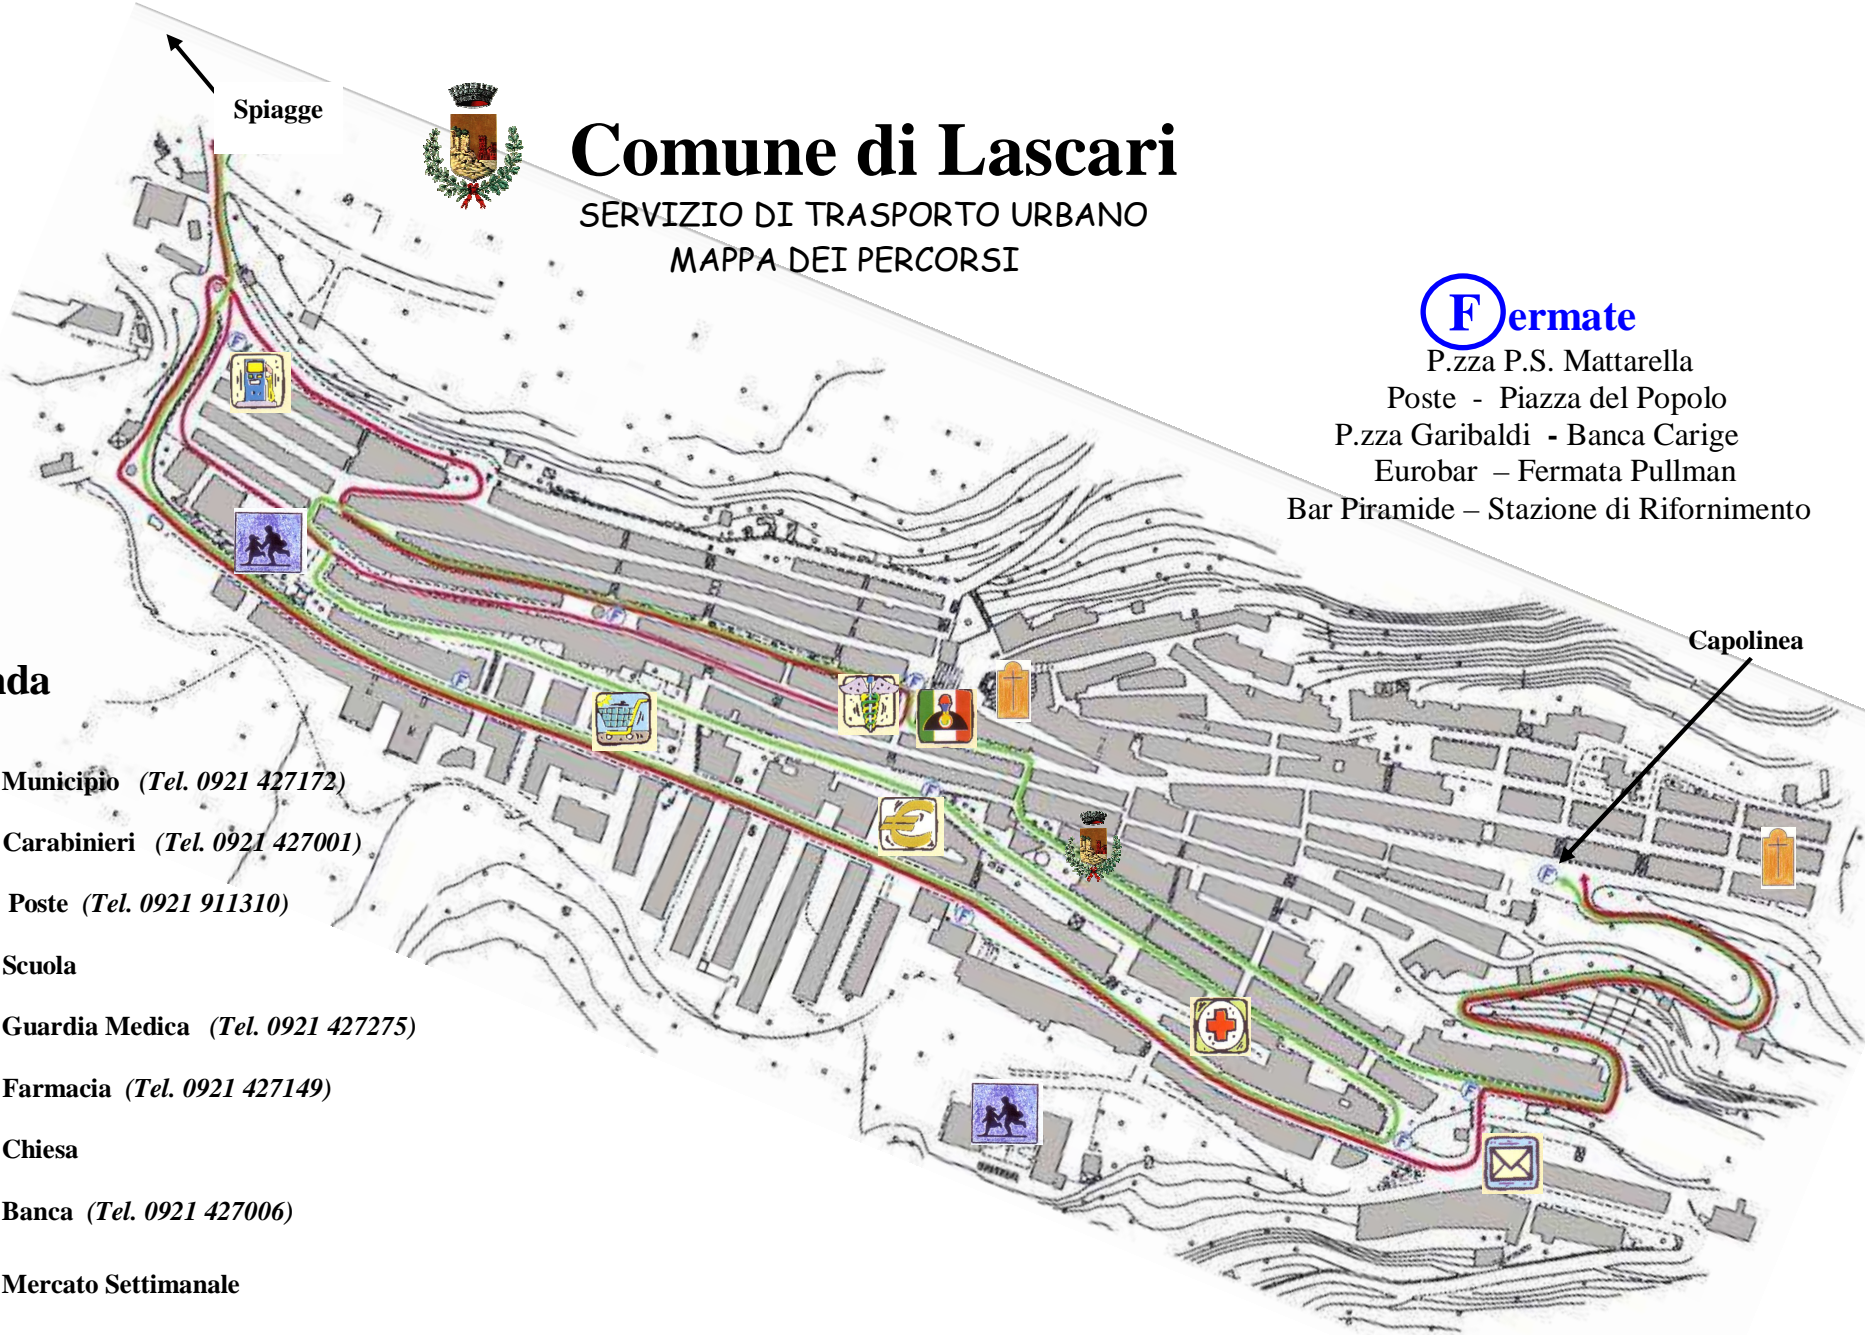 Spiagge
Comune di Lascari
SERVIZIO DI TRASPORTO URBANO
MAPPA DEI PERCORSI
Fermate
P.zza P.S. Mattarella
Poste - Piazza del Popolo
P.zza Garibaldi - Banca Carige
Eurobar – Fermata Pullman
Bar Piramide – Stazione di Rifornimento
Capolinea
nda
Municipio (Tel. 0921 427172)
Carabinieri (Tel. 0921 427001)
Poste (Tel. 0921 911310)
Scuola
Guardia Medica (Tel. 0921 427275)
Farmacia (Tel. 0921 427149)
Chiesa
Banca (Tel. 0921 427006)
Mercato Settimanale
F
F
F
F
F
F
F
F
F